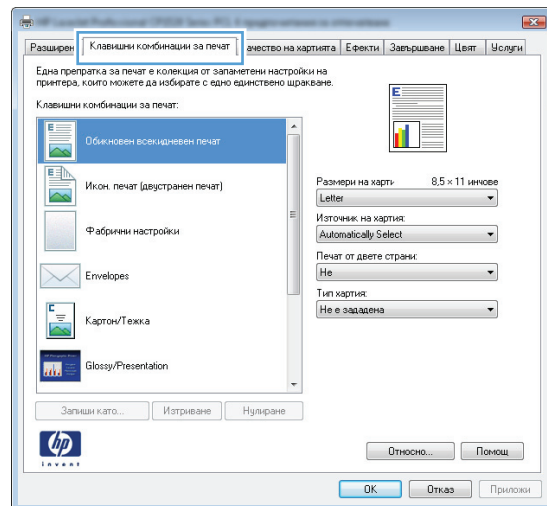 Разширен
Клавишни комбинации за печат
ачество на хартията
Ефекти
Завършване
Цвят
Услуги
Една препратка за печат е колекция от запаметени настройки на
принтера, които можете да избирате с едно единствено щракване.
Клавишни комбинации за печат:
Обикновен всекидневен печат
Икон. печат (двустранен печат)
Фабрични настройки
Envelopes
Картон/Тежка
Glossy/Presentation
Запиши като...
Изтриване
Нулиране
E
Размери на харти
8,5 × 11 инчове
Letter
Източник на хартия:
Automatically Select
Печат от двете страни:
Не
Тип хартия:
Не е зададена
hp
invent
Относно...
Помощ
OK
Отказ
Приложи